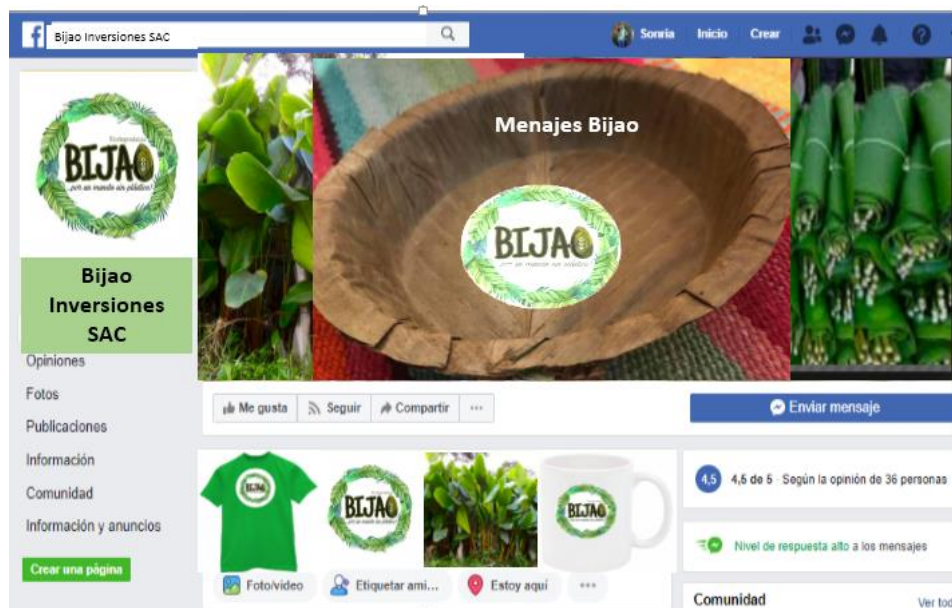 f
Bijao Inversiones SAC
Sonria
Inicio
Crear
BIJAO
...por un mundo sin plástico!
Menajes Bijao
BIJAO
Bijao
Inversiones
SAC
Opiniones
Fotos
Publicaciones
Información
Comunidad
Información y anuncios
Crear una página
Me gusta
Seguir
Compartir
...
Enviar mensaje
BIJAO
BIJAO
BIJAO
4,5
4,5 de 5 · Según la opinión de 36 personas
Nivel de respuesta alto a los mensajes
Foto/video
Etiquetar ami...
Estoy aquí
...
Comunidad
Ver tod